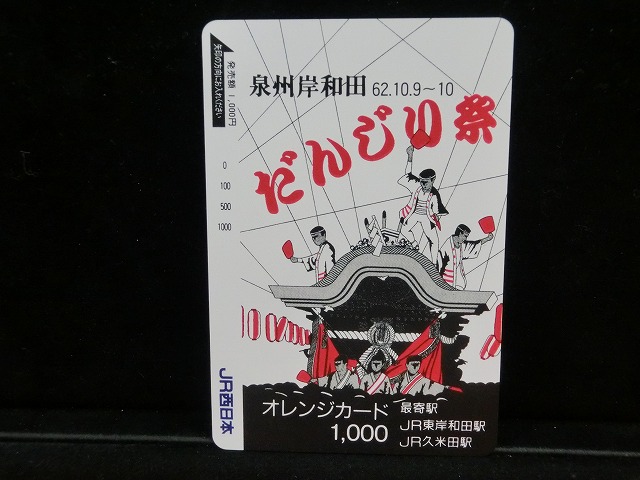 矢印の方向にお入れください
発売額 1,000円
泉州岸和田 62.10.9〜10
だんじり祭
0
100
500
1000
JR西日本
オレンジカード
1,000
最寄駅
JR東岸和田駅
JR久米田駅